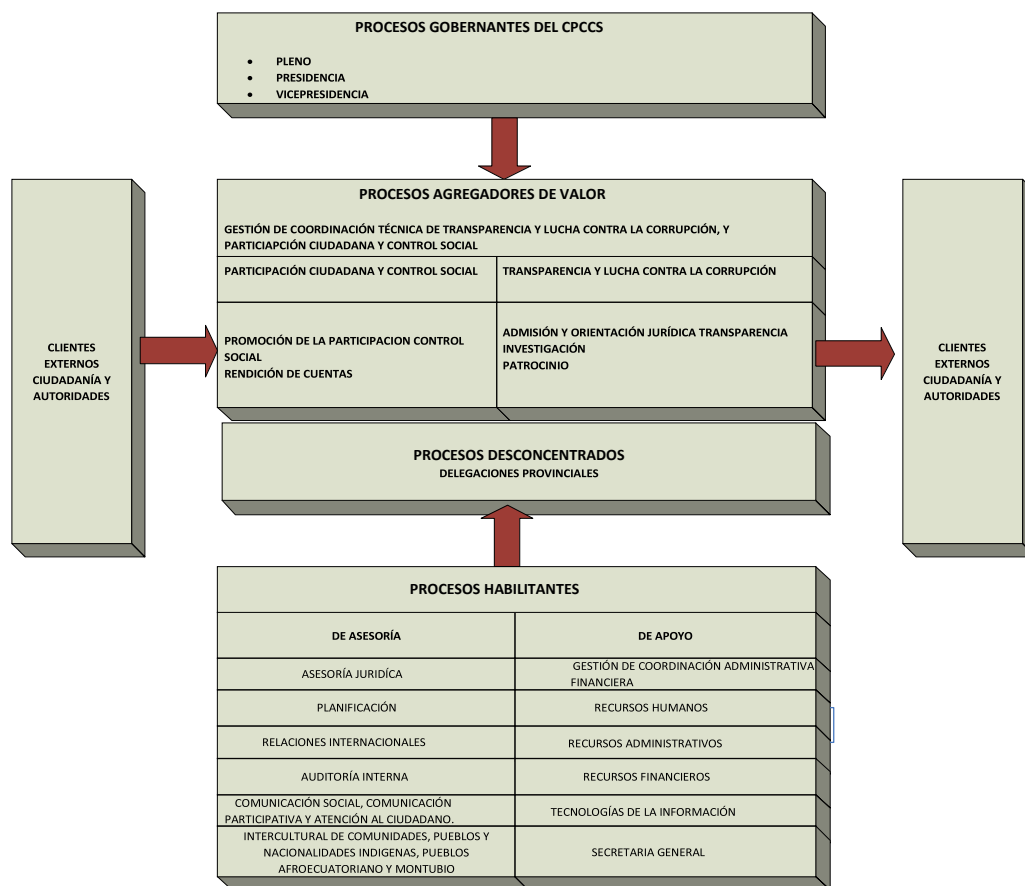 PROCESOS GOBERNANTES DEL CPCCS
• PLENO
• PRESIDENCIA
• VICEPRESIDENCIA
CLIENTES
EXTERNOS
CIUDADANÍA Y
AUTORIDADES
PROCESOS AGREGADORES DE VALOR
GESTIÓN DE COORDINACIÓN TÉCNICA DE TRANSPARENCIA Y LUCHA CONTRA LA CORRUPCIÓN, Y
PARTICIAPCIÓN CIUDADANA Y CONTROL SOCIAL
PARTICIPACIÓN CIUDADANA Y CONTROL SOCIAL
TRANSPARENCIA Y LUCHA CONTRA LA CORRUPCIÓN
PROMOCIÓN DE LA PARTICIPACION CONTROL
SOCIAL
RENDICIÓN DE CUENTAS
ADMISIÓN Y ORIENTACIÓN JURÍDICA TRANSPARENCIA
INVESTIGACIÓN
PATROCINIO
CLIENTES
EXTERNOS
CIUDADANÍA Y
AUTORIDADES
PROCESOS DESCONCENTRADOS
DELEGACIONES PROVINCIALES
PROCESOS HABILITANTES
DE ASESORÍA
DE APOYO
ASESORÍA JURIDÍCA
GESTIÓN DE COORDINACIÓN ADMINISTRATIVA
FINANCIERA
PLANIFICACIÓN
RECURSOS HUMANOS
RELACIONES INTERNACIONALES
RECURSOS ADMINISTRATIVOS
AUDITORÍA INTERNA
RECURSOS FINANCIEROS
COMUNICACIÓN SOCIAL, COMUNICACIÓN
PARTICIPATIVA Y ATENCIÓN AL CIUDADANO.
TECNOLOGÍAS DE LA INFORMACIÓN
INTERCULTURAL DE COMUNIDADES, PUEBLOS Y
NACIONALIDADES INDIGENAS, PUEBLOS
AFROECUATORIANO Y MONTUBIO
SECRETARIA GENERAL